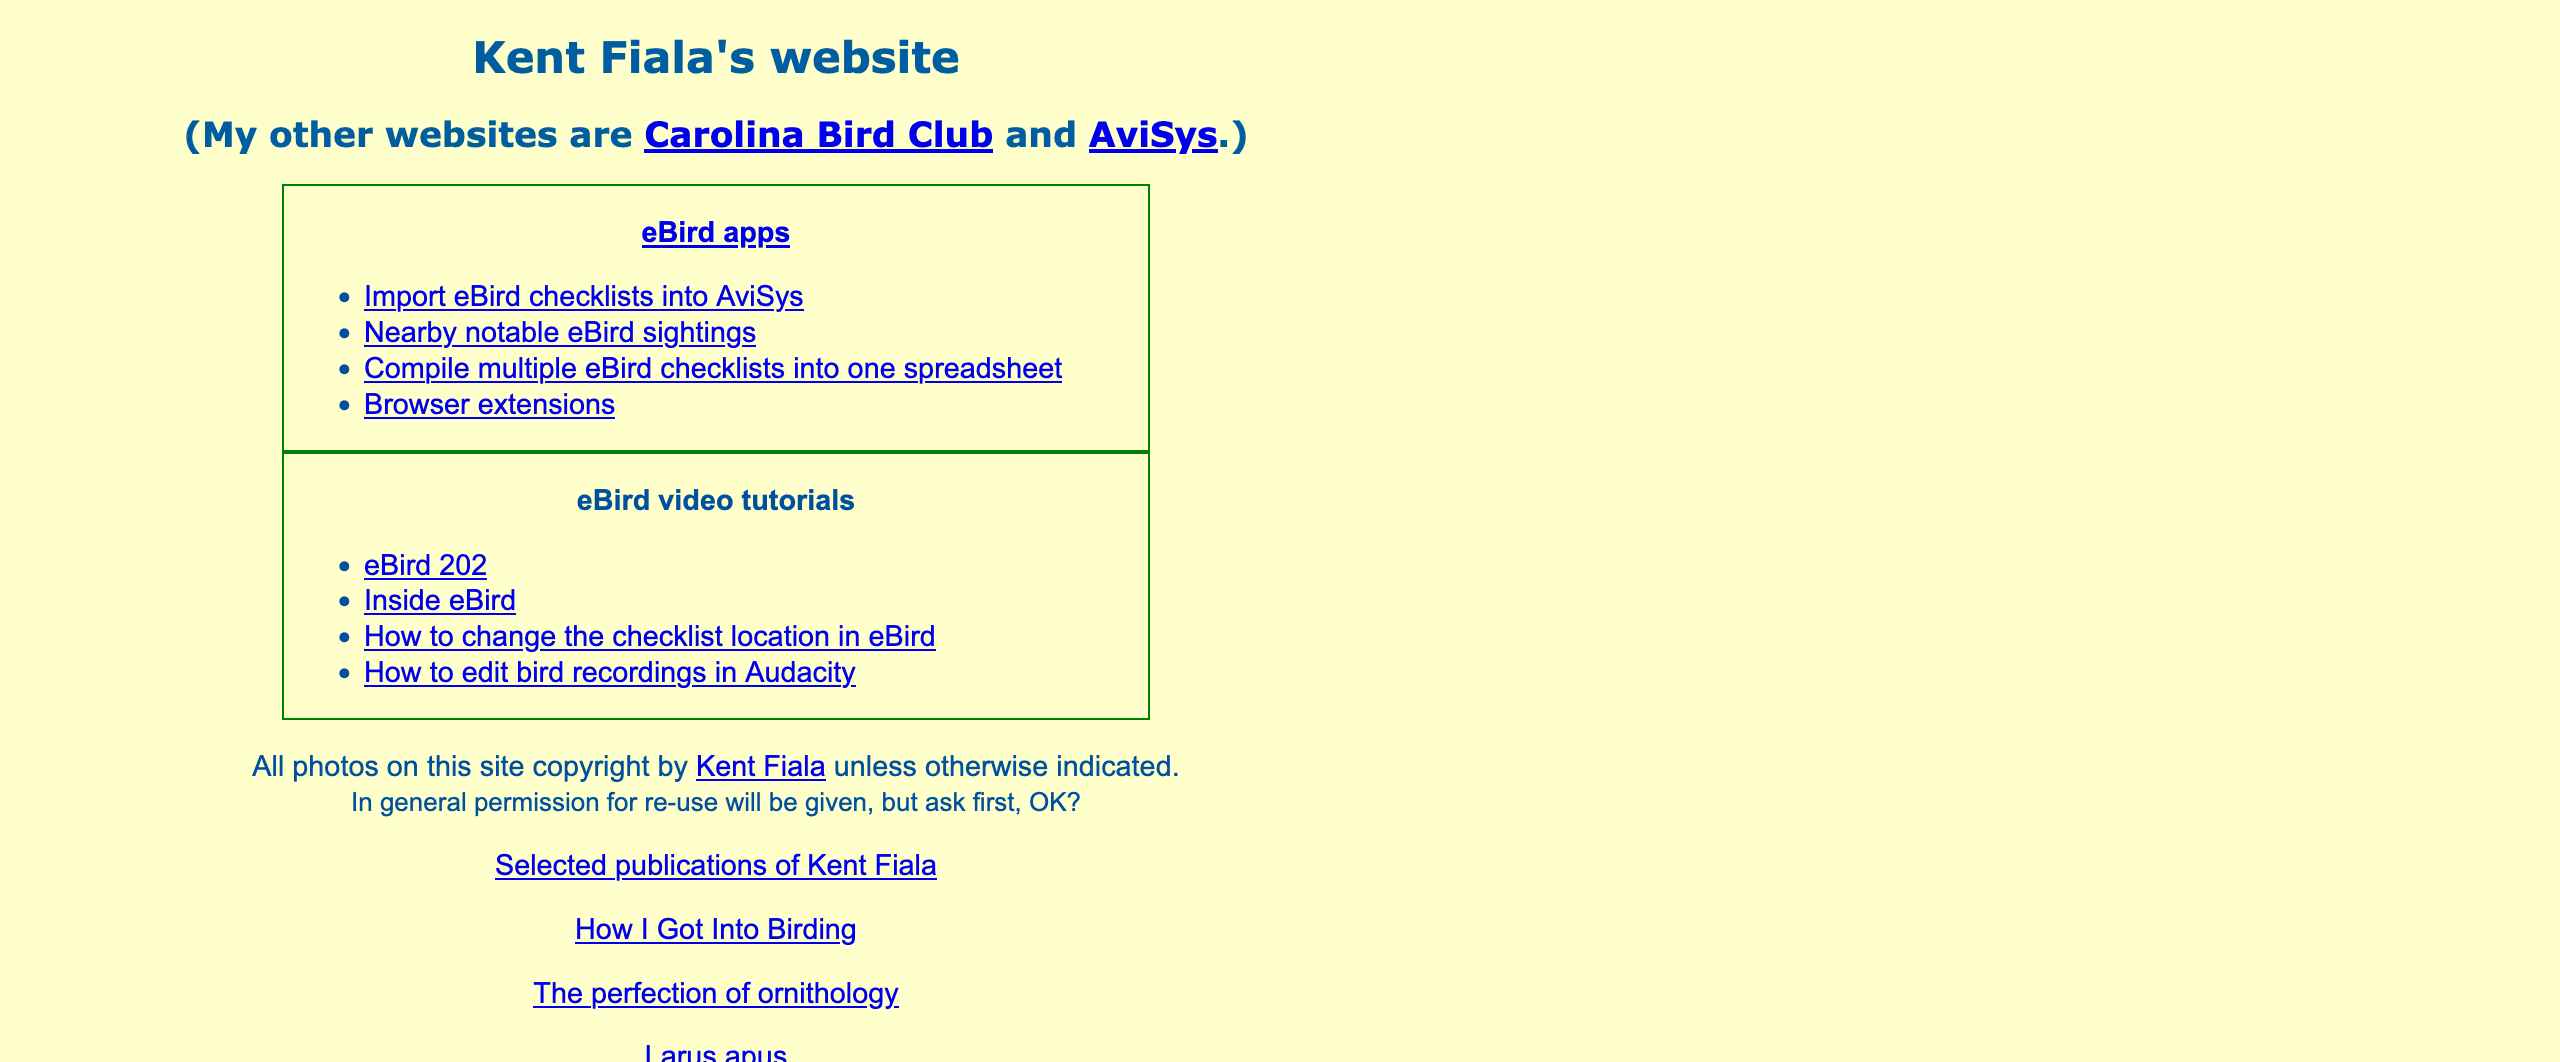 Kent Fiala's website
(My other websites are Carolina Bird Club and AviSys.)
eBird apps
Import eBird checklists into AviSys
Nearby notable eBird sightings
Compile multiple eBird checklists into one spreadsheet
Browser extensions
eBird video tutorials
eBird 202
Inside eBird
How to change the checklist location in eBird
How to edit bird recordings in Audacity
All photos on this site copyright by Kent Fiala unless otherwise indicated.
In general permission for re-use will be given, but ask first, OK?
Selected publications of Kent Fiala
How I Got Into Birding
The perfection of ornithology
Larus apus